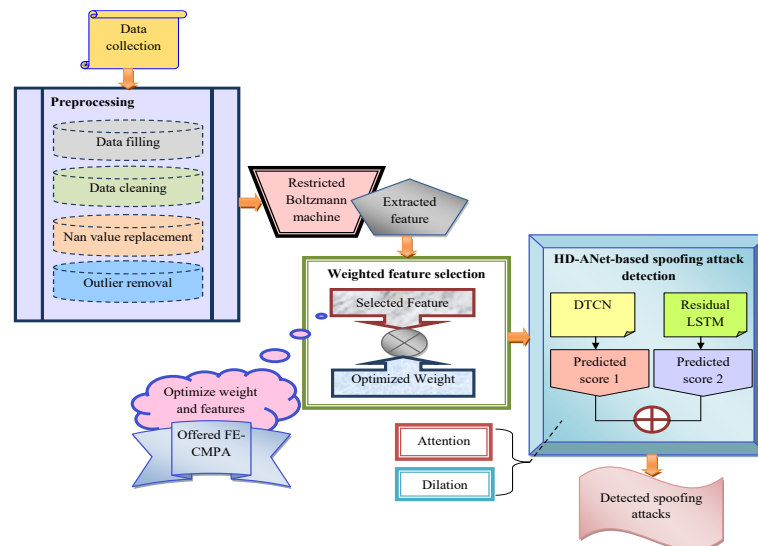 Data
collection
Preprocessing
Data filling
Data cleaning
Nan value replacement
Outlier removal
Restricted
Boltzmann
machine
Extracted
feature
Weighted feature selection
Selected Feature
Optimized Weight
Optimize weight
and features
Offered FE-
CMPA
HD-ANet-based spoofing attack
detection
DTCN
Residual
LSTM
Predicted
score 1
Predicted
score 2
Attention
Dilation
Detected spoofing
attacks